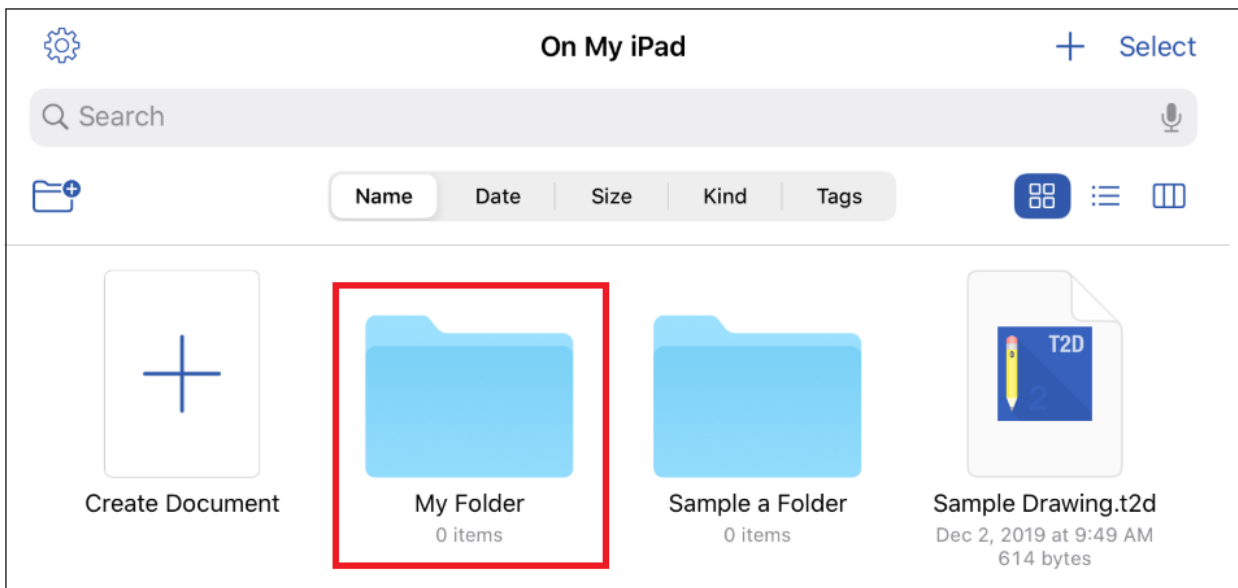 On My iPad
Select
Search
Name Date Size Kind Tags
T2D
2
Create Document
My Folder
0 items
Sample a Folder
0 items
Sample Drawing.t2d
Dec 2, 2019 at 9:49 AM
614 bytes